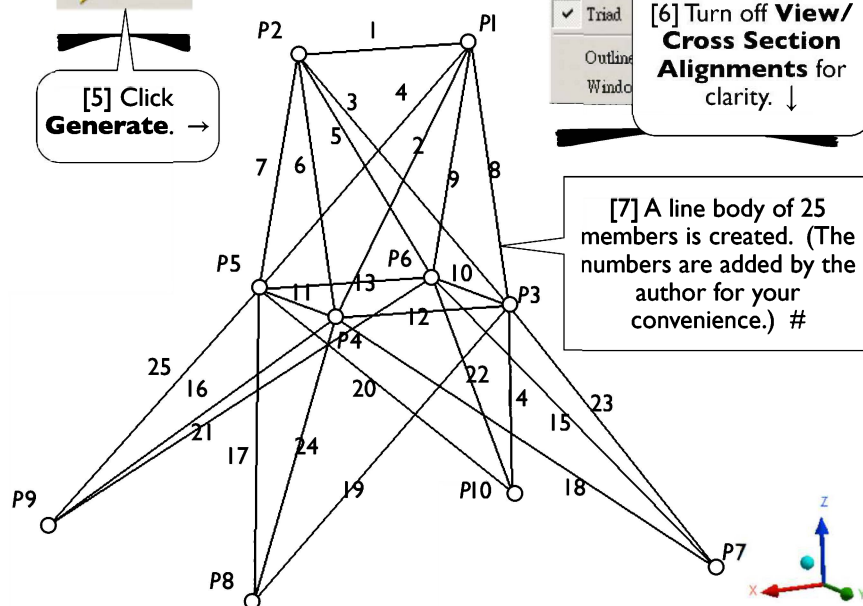 [5] Click
Generate. →
✓ Triad
Outline
Windo
[6] Turn off View/
Cross Section
Alignments for
clarity. ↓
[7] A line body of 25
members is created. (The
numbers are added by the
author for your
convenience.) #
P2
1
P1
3
4
5
2
7
6
9
8
P5
P6
13
10
11
12
P3
P4
25
16
20
22
14
23
21
15
17
24
19
18
P9
P10
P8
P7
Z
X